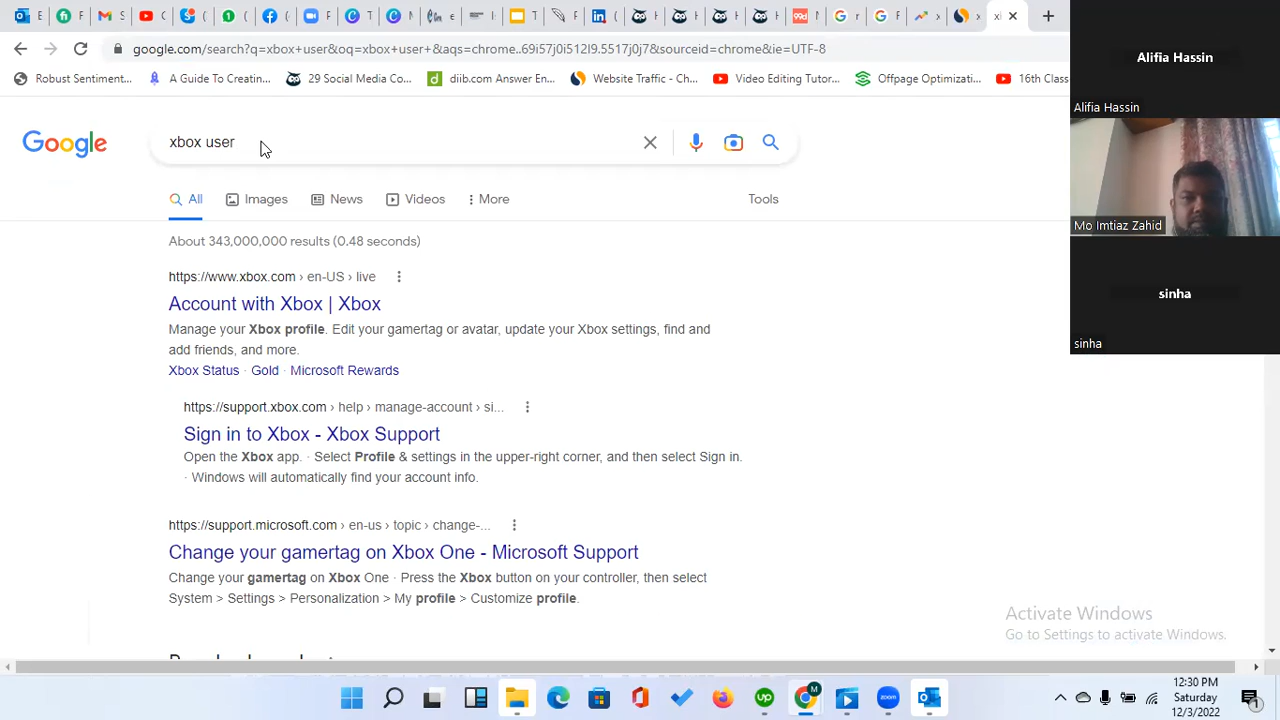 google.com/search?q=xbox+user&oq=xbox+user+&aqs=chrome..69i57j0i512l9.5517j0j7&sourceid=chrome&ie=UTF-8
Robust Sentiment...
A Guide To Creatin...
29 Social Media Co...
diib.com Answer En...
Website Traffic - Ch...
Video Editing Tutor...
Offpage Optimizati...
16th Class
Alifia Hassin
Alifia Hassin
Mo Imtiaz Zahid
sinha
sinha
Google
xbox user
All
Images
News
Videos
More
Tools
About 343,000,000 results (0.48 seconds)
https://www.xbox.com › en-US › live
Account with Xbox | Xbox
Manage your Xbox profile. Edit your gamertag or avatar, update your Xbox settings, find and
add friends, and more.
Xbox Status · Gold · Microsoft Rewards
https://support.xbox.com › help › manage-account › si...
Sign in to Xbox - Xbox Support
Open the Xbox app. · Select Profile & settings in the upper-right corner, and then select Sign in.
· Windows will automatically find your account info.
https://support.microsoft.com › en-us › topic › change-...
Change your gamertag on Xbox One - Microsoft Support
Change your gamertag on Xbox One · Press the Xbox button on your controller, then select
System > Settings > Personalization > My profile > Customize profile.
Activate Windows
Go to Settings to activate Windows.
12:30 PM
Saturday
12/3/2022